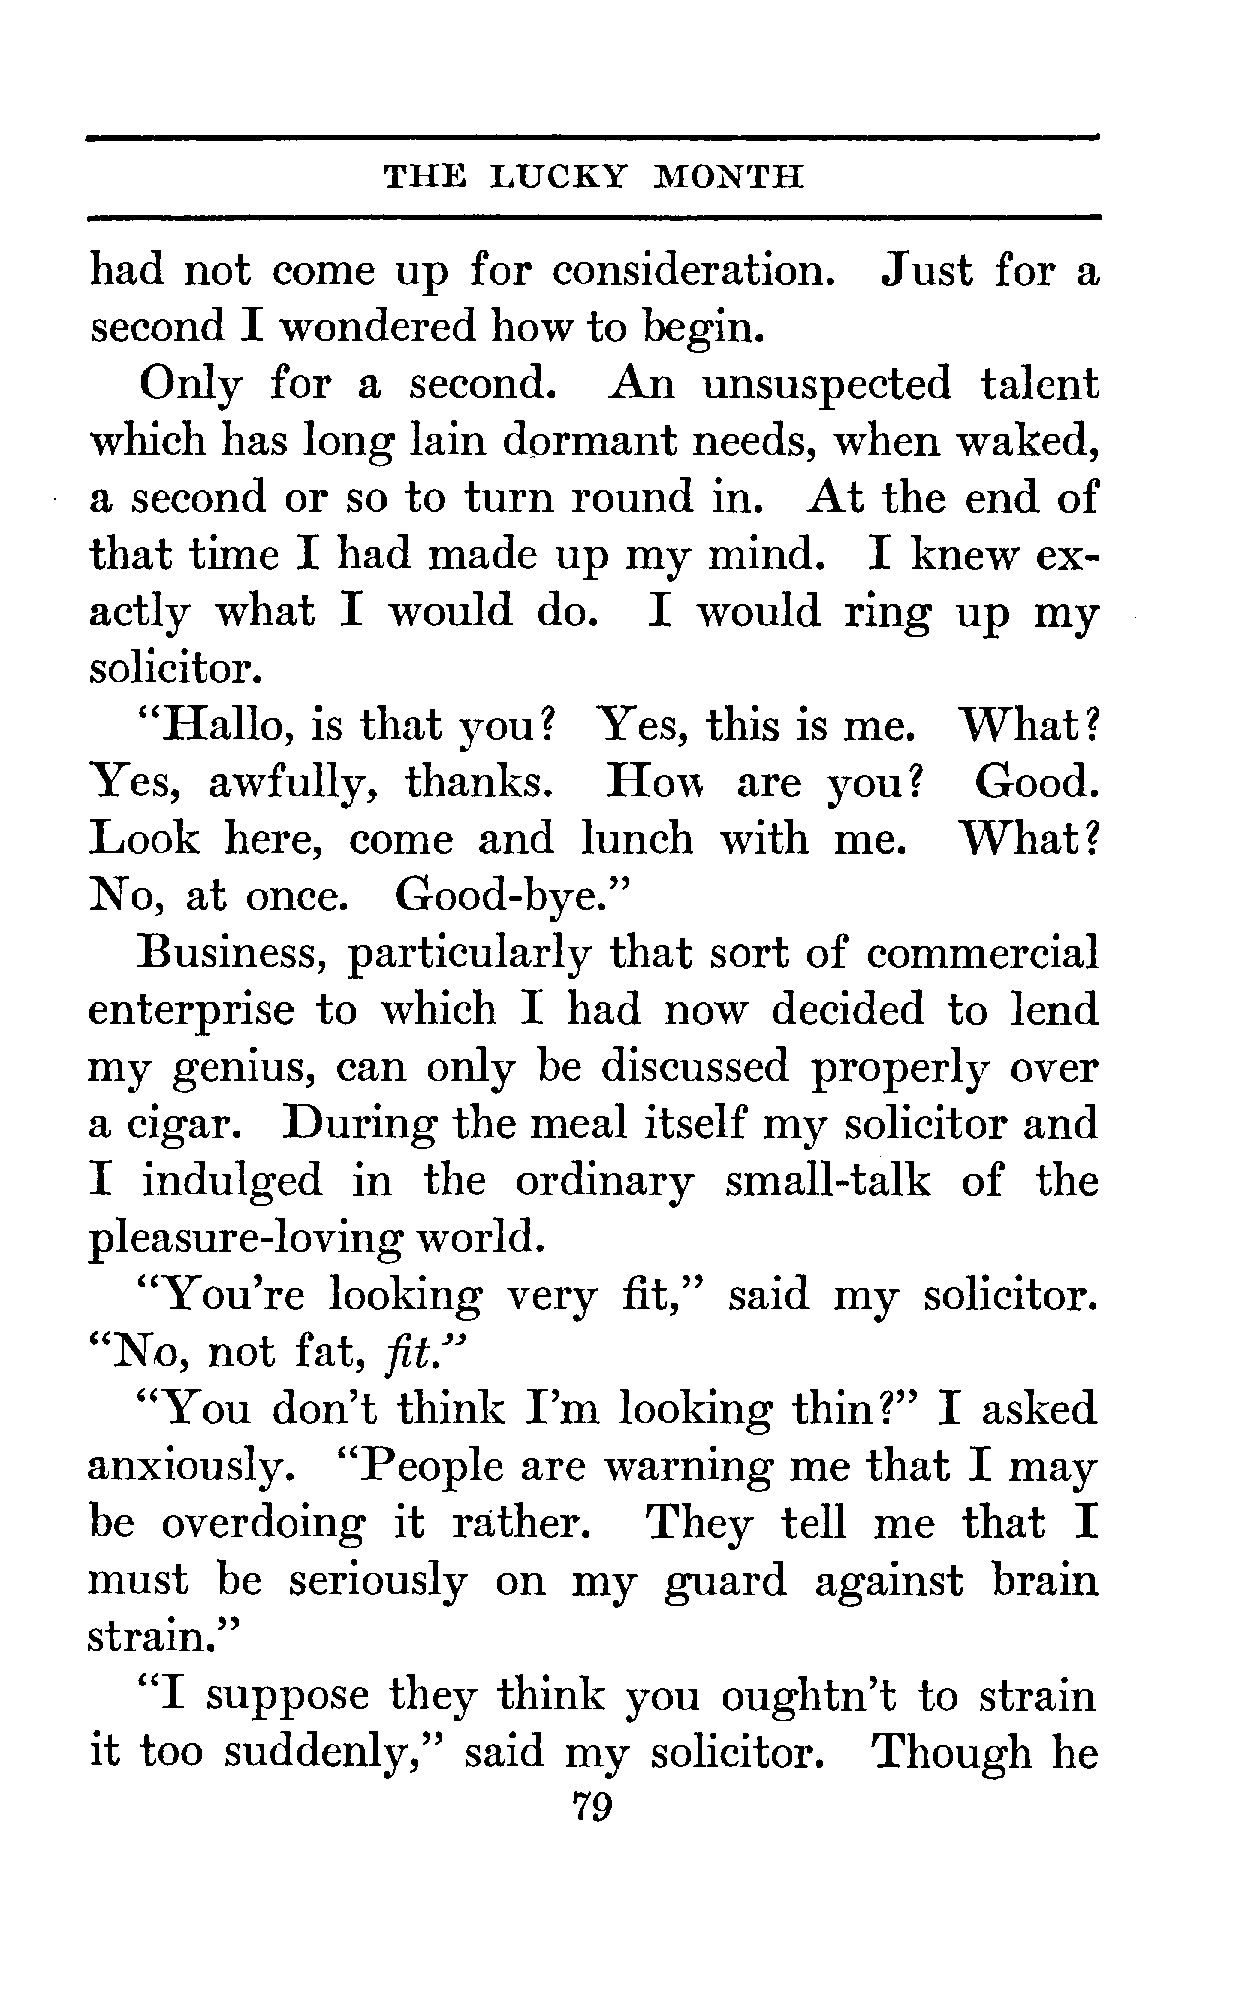 THE LUCKY MONTH
had not come up for consideration. Just for a
second I wondered how to begin.
Only for a second. An unsuspected talent
which has long lain dormant needs, when waked,
a second or so to turn round in. At the end of
that time I had made up my mind. I knew ex-
actly what I would do. I would ring up my
solicitor.
“Hallo, is that you? Yes, this is me. What?
Yes, awfully, thanks. How are you? Good.
Look here, come and lunch with me. What?
No, at once. Good-bye.”
Business, particularly that sort of commercial
enterprise to which I had now decided to lend
my genius, can only be discussed properly over
a cigar. During the meal itself my solicitor and
I indulged in the ordinary small-talk of the
pleasure-loving world.
“You're looking very fit,” said my solicitor.
“No, not fat, fit.”
“You don't think I'm looking thin?” I asked
anxiously. “People are warning me that I may
be overdoing it rather. They tell me that I
must be seriously on my guard against brain
strain.”
“I suppose they think you oughtn't to strain
it too suddenly,” said my solicitor. Though he
79